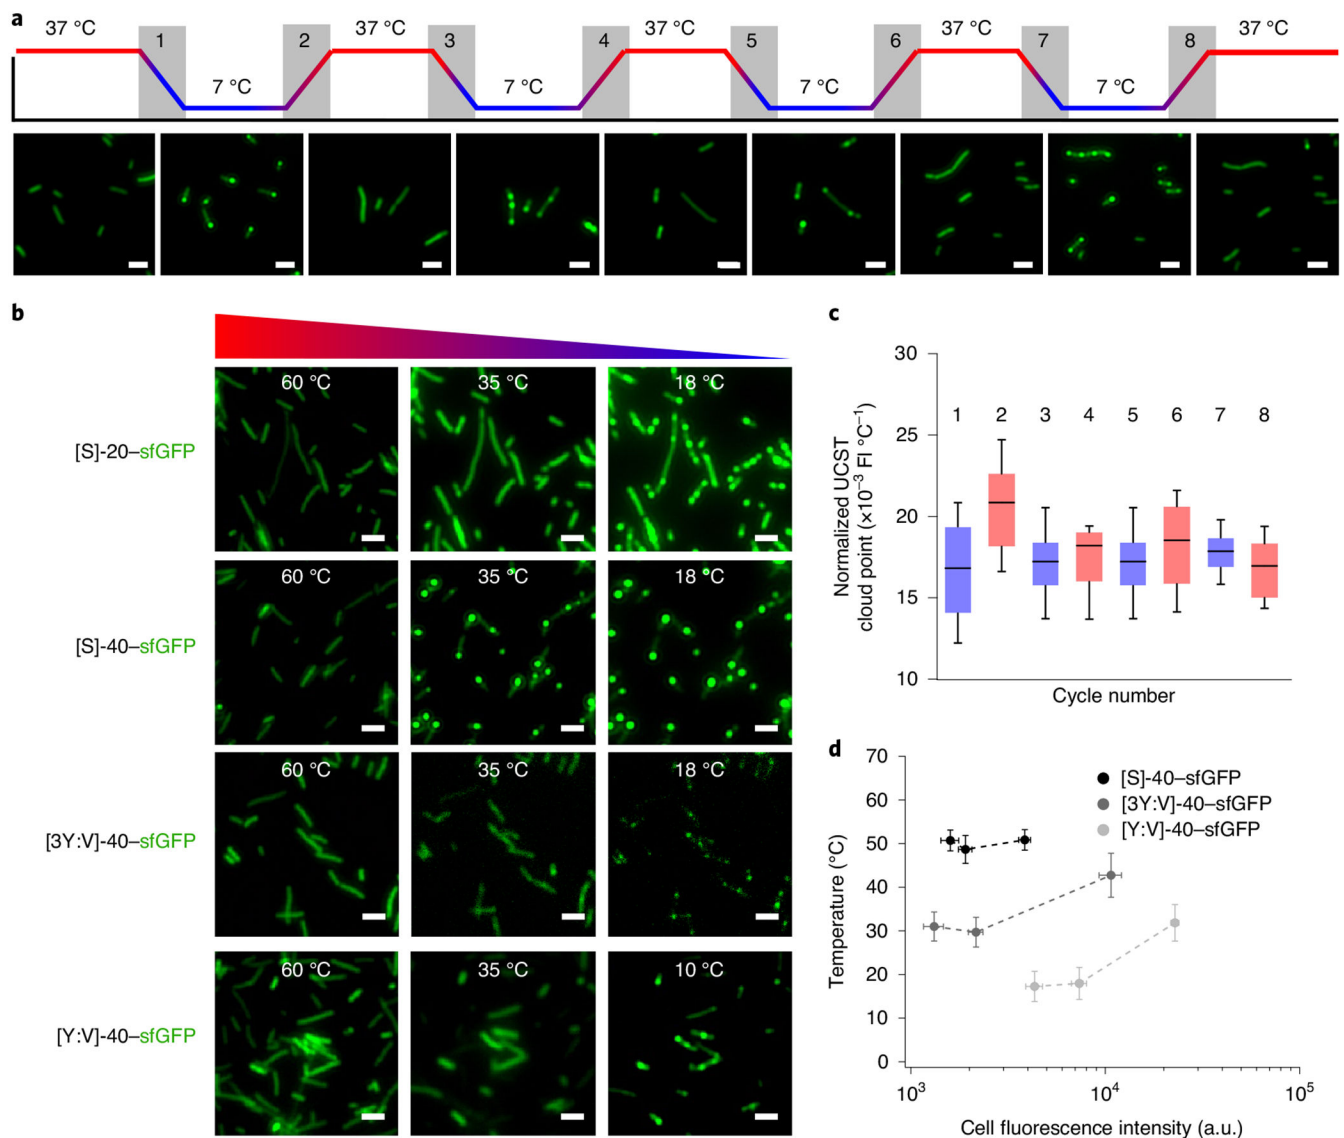 a
37 °C 1 2 37 °C 3 4 37 °C 5 6 37 °C 7 8 37 °C
7 °C 7 °C 7 °C 7 °C
b
60 °C 35 °C 18 °C
[S]-20–sfGFP
60 °C 35 °C 18 °C
[S]-40–sfGFP
60 °C 35 °C 18 °C
[3Y:V]-40–sfGFP
60 °C 35 °C 10 °C
[Y:V]-40–sfGFP
c
Normalized UCST
cloud point (×10⁻³ FI °C⁻¹)
30
25
20
15
10
1 2 3 4 5 6 7 8
Cycle number
d
Temperature (°C)
70
60
50
40
30
20
10
0
[S]-40–sfGFP
[3Y:V]-40–sfGFP
[Y:V]-40–sfGFP
10³ 10⁴ 10⁵
Cell fluorescence intensity (a.u.)